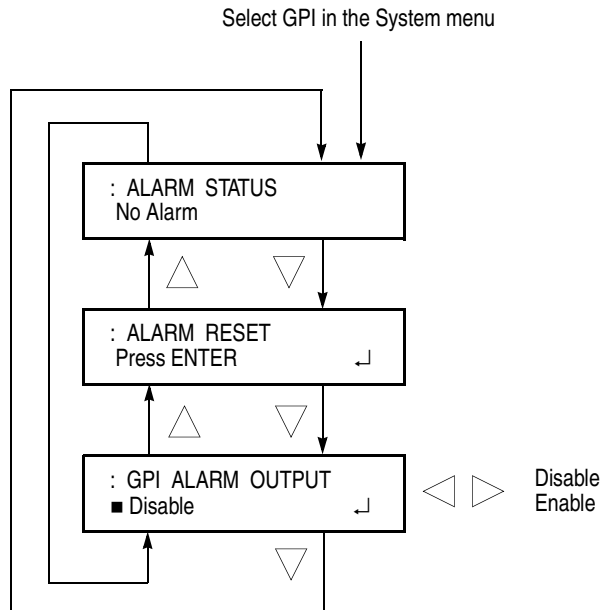 Select GPI in the System menu
: ALARM STATUS
No Alarm
: ALARM RESET
Press ENTER ↵
: GPI ALARM OUTPUT
■ Disable ↵
Disable
Enable